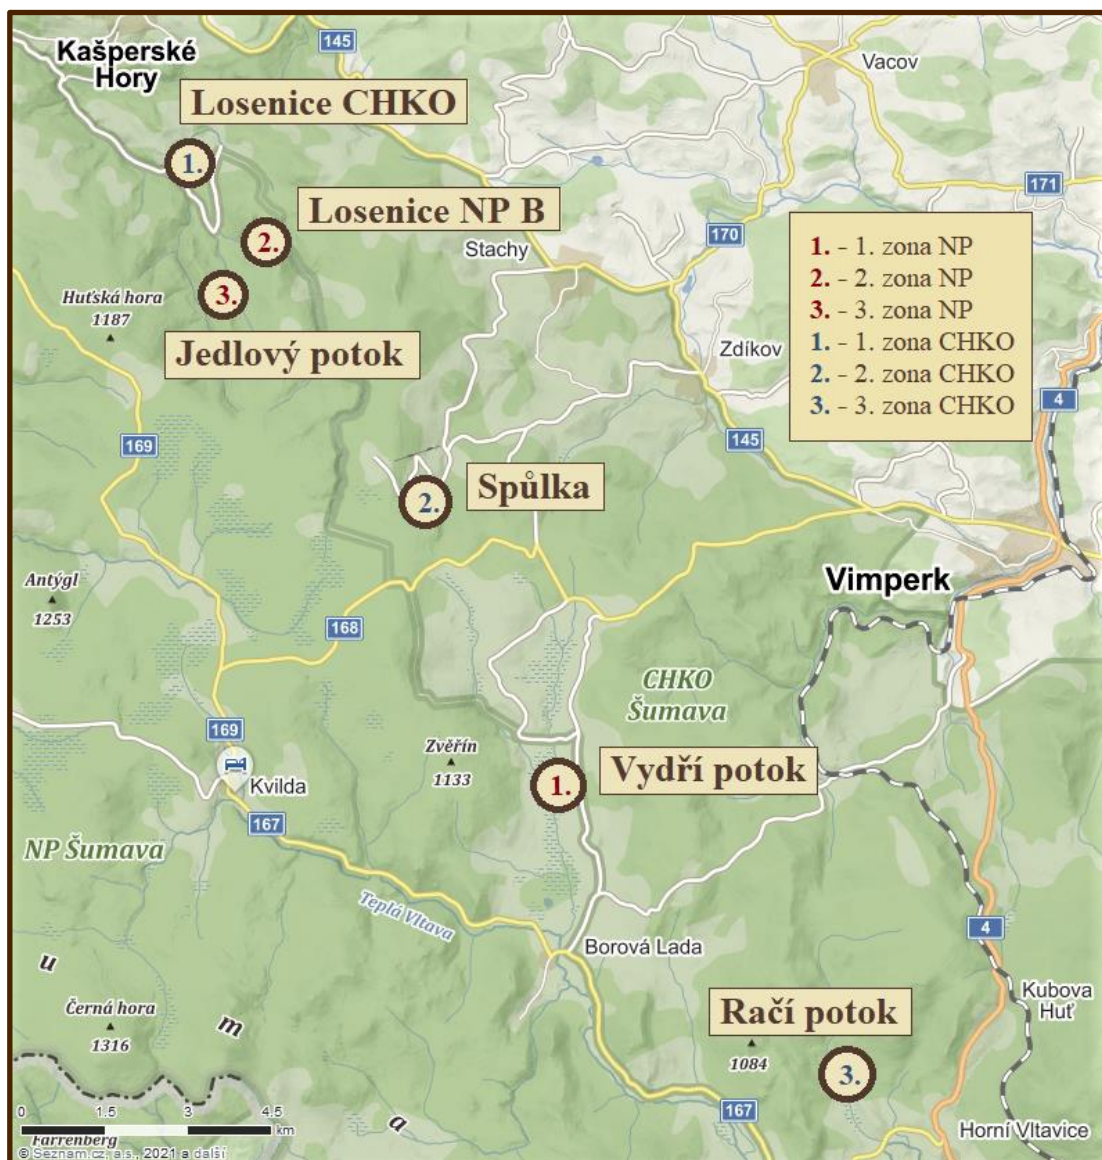 Kašperské
Hory
145
Vacov
Losenice CHKO
1.
171
Losenice NP B
2.
Stachy
170
1. - 1. zona NP
2. - 2. zona NP
3. - 3. zona NP
1. - 1. zona CHKO
2. - 2. zona CHKO
3. - 3. zona CHKO
3.
Huťská hora
1187
Jedlový potok
Zdíkov
4
169
145
Spůlka
2.
Antýgl
1253
Vimperk
168
CHKO
Šumava
169
Zvěřín
1133
Vydří potok
1.
Kvilda
167
NP Šumava
Teplá Vltava
Borová Lada
4
u
Kubova
Huť
Černá hora
1316
m
Račí potok
1084
3.
a
167
0 1.5 3 4.5
km
Horní Vltavice
Farrenberg
© Seznam.cz, a.s., 2021 a další